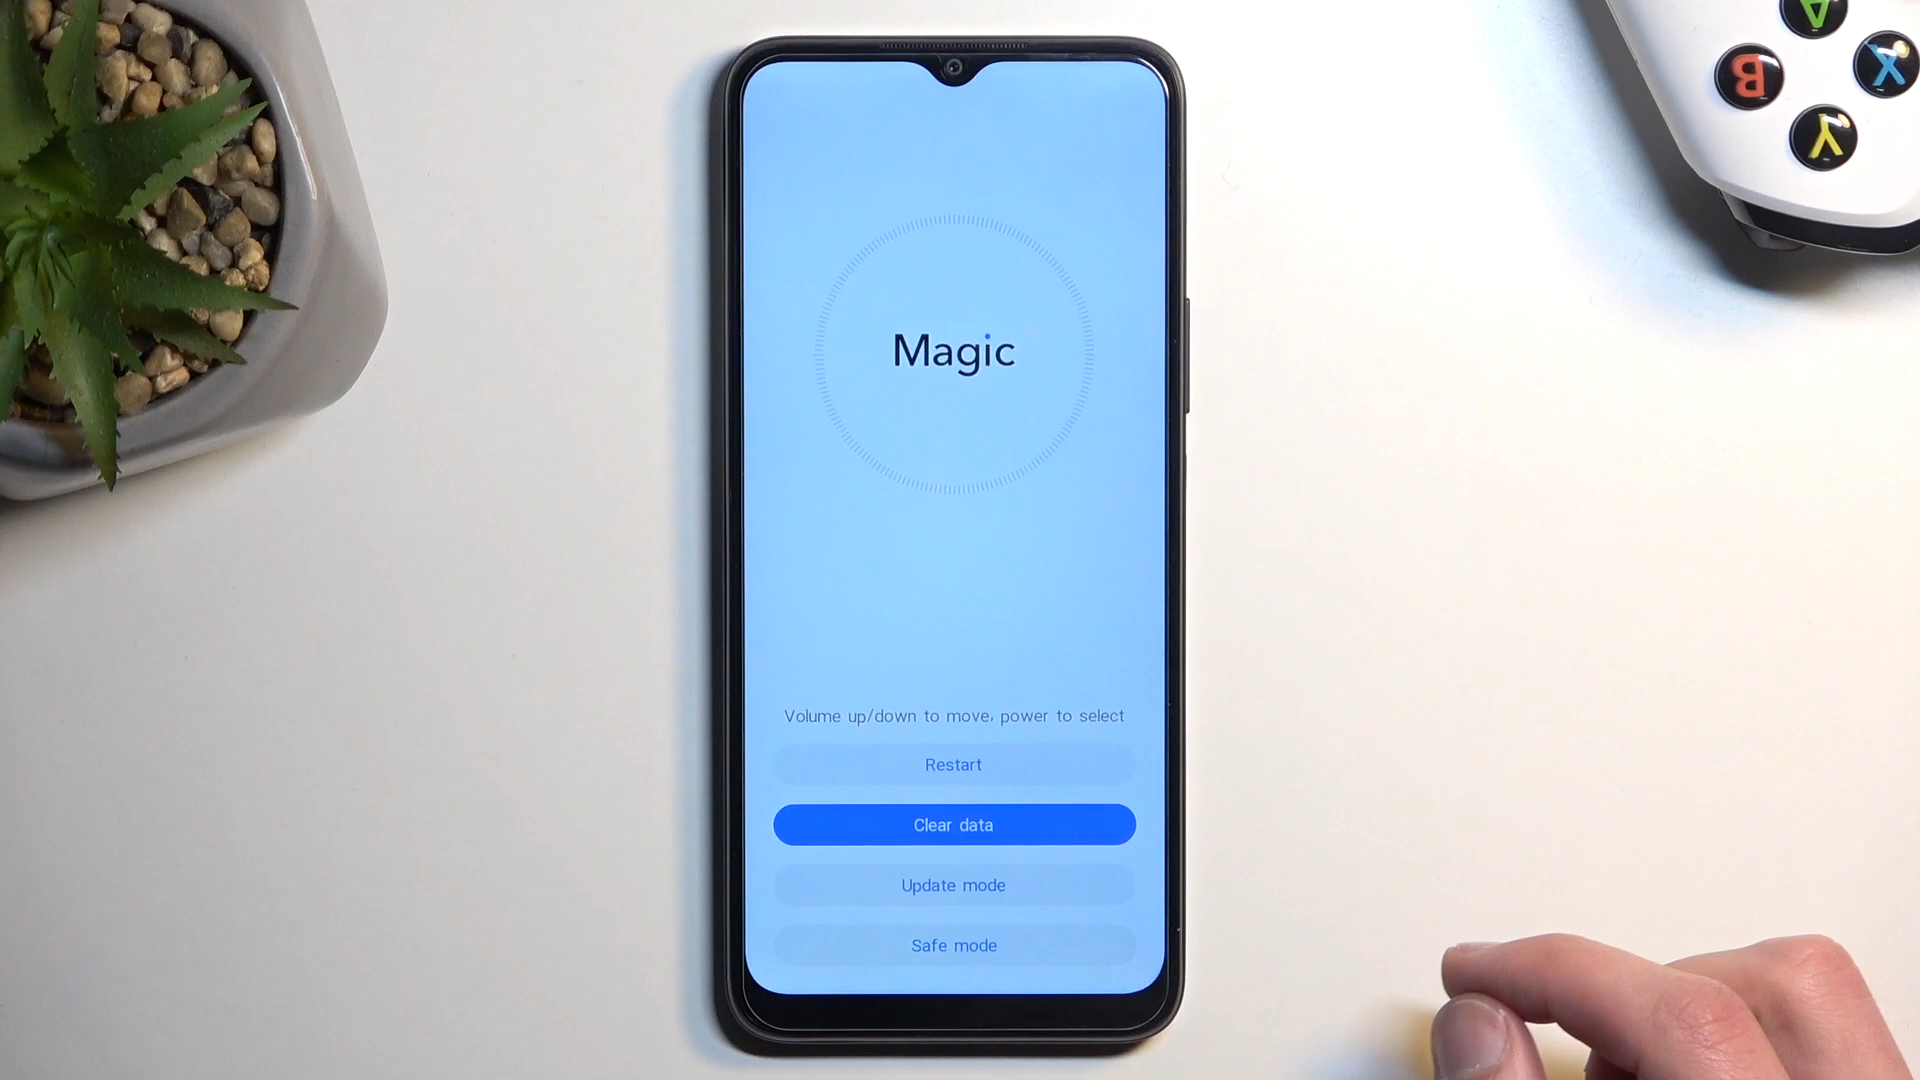 A
B
X
Y
Magic
Volume up/down to move, power to select
Restart
Clear data
Update mode
Safe mode